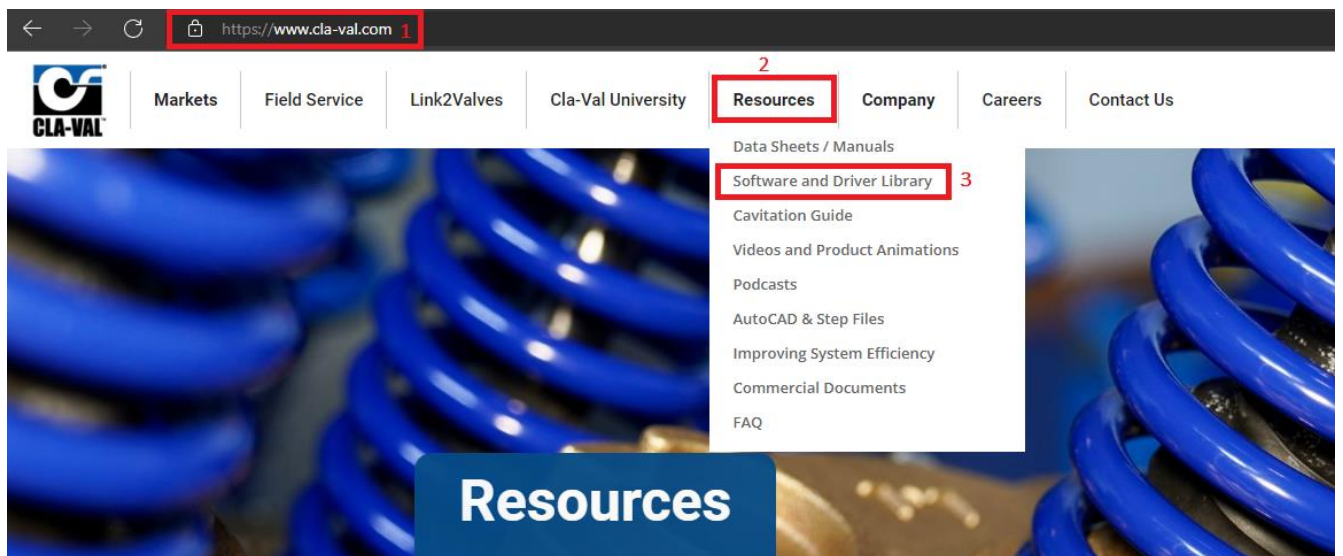 https://www.cla-val.com 1
2
CLA-VAL
Markets Field Service Link2Valves Cla-Val University Resources Company Careers Contact Us
Data Sheets / Manuals
Software and Driver Library 3
Cavitation Guide
Videos and Product Animations
Podcasts
AutoCAD & Step Files
Improving System Efficiency
Commercial Documents
FAQ
Resources